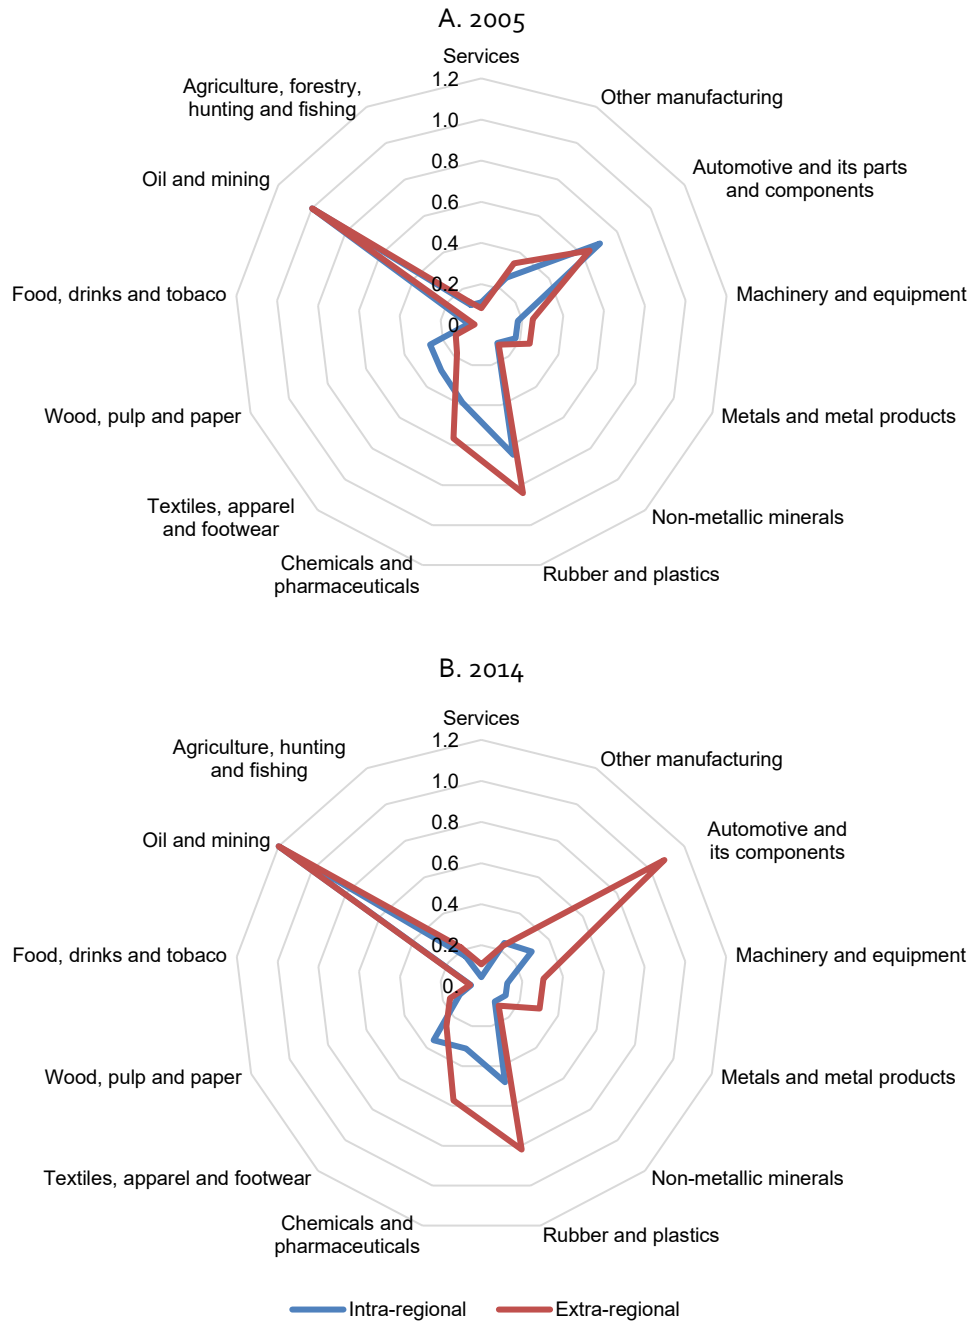 A. 2005
Services
Agriculture, forestry,
hunting and fishing
1.2
Other manufacturing
1.0
Oil and mining
0.8
Automotive and its parts
and components
0.6
0.4
0.2
Food, drinks and tobaco
Machinery and equipment
0
Wood, pulp and paper
Metals and metal products
Textiles, apparel
and footwear
Non-metallic minerals
Chemicals and
pharmaceuticals
Rubber and plastics
B. 2014
Services
Agriculture, hunting
and fishing
1.2
Other manufacturing
1.0
Oil and mining
0.8
Automotive and
its components
0.6
0.4
0.2
Food, drinks and tobaco
Machinery and equipment
0.
Wood, pulp and paper
Metals and metal products
Textiles, apparel and footwear
Non-metallic minerals
Chemicals and
pharmaceuticals
Rubber and plastics
Intra-regional
Extra-regional